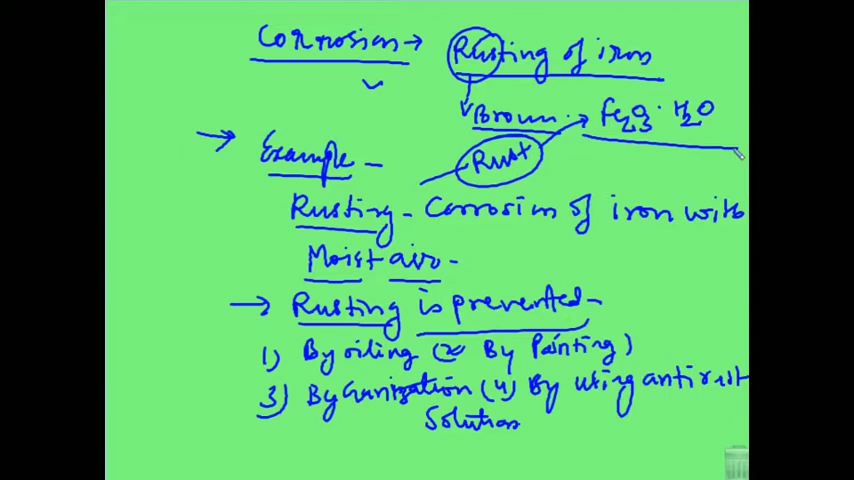 Corrosion → Rusting of iron
Brown. → Fe2O3. H2O
→ Example – Rust
Rusting - Corrosion of iron with
Moist air -
→ Rusting is prevented -
1) By oiling (2) By Painting)
3) By (4) By using antirust
Solution